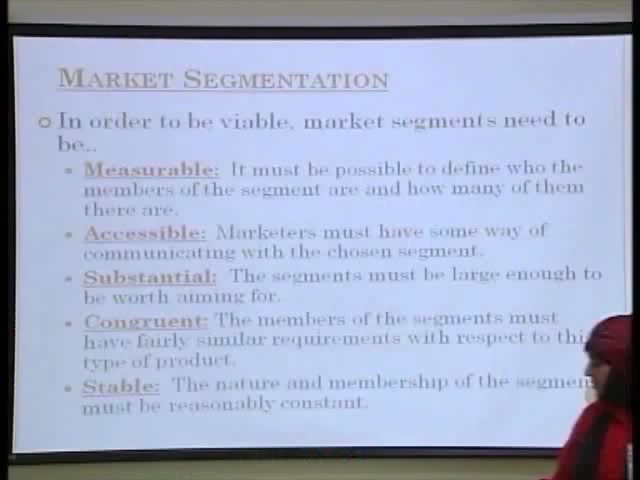 MARKET SEGMENTATION
In order to be viable, market segments need to
be..
Measurable: It must be possible to define who the
members of the segment are and how many of them
there are.
Accessible: Marketers must have some way of
communicating with the chosen segment.
Substantial: The segments must be large enough to
be worth aiming for.
Congruent: The members of the segments must
have fairly similar requirements with respect to thi
type of product.
Stable: The nature and membership of the segmen
must be reasonably constant.